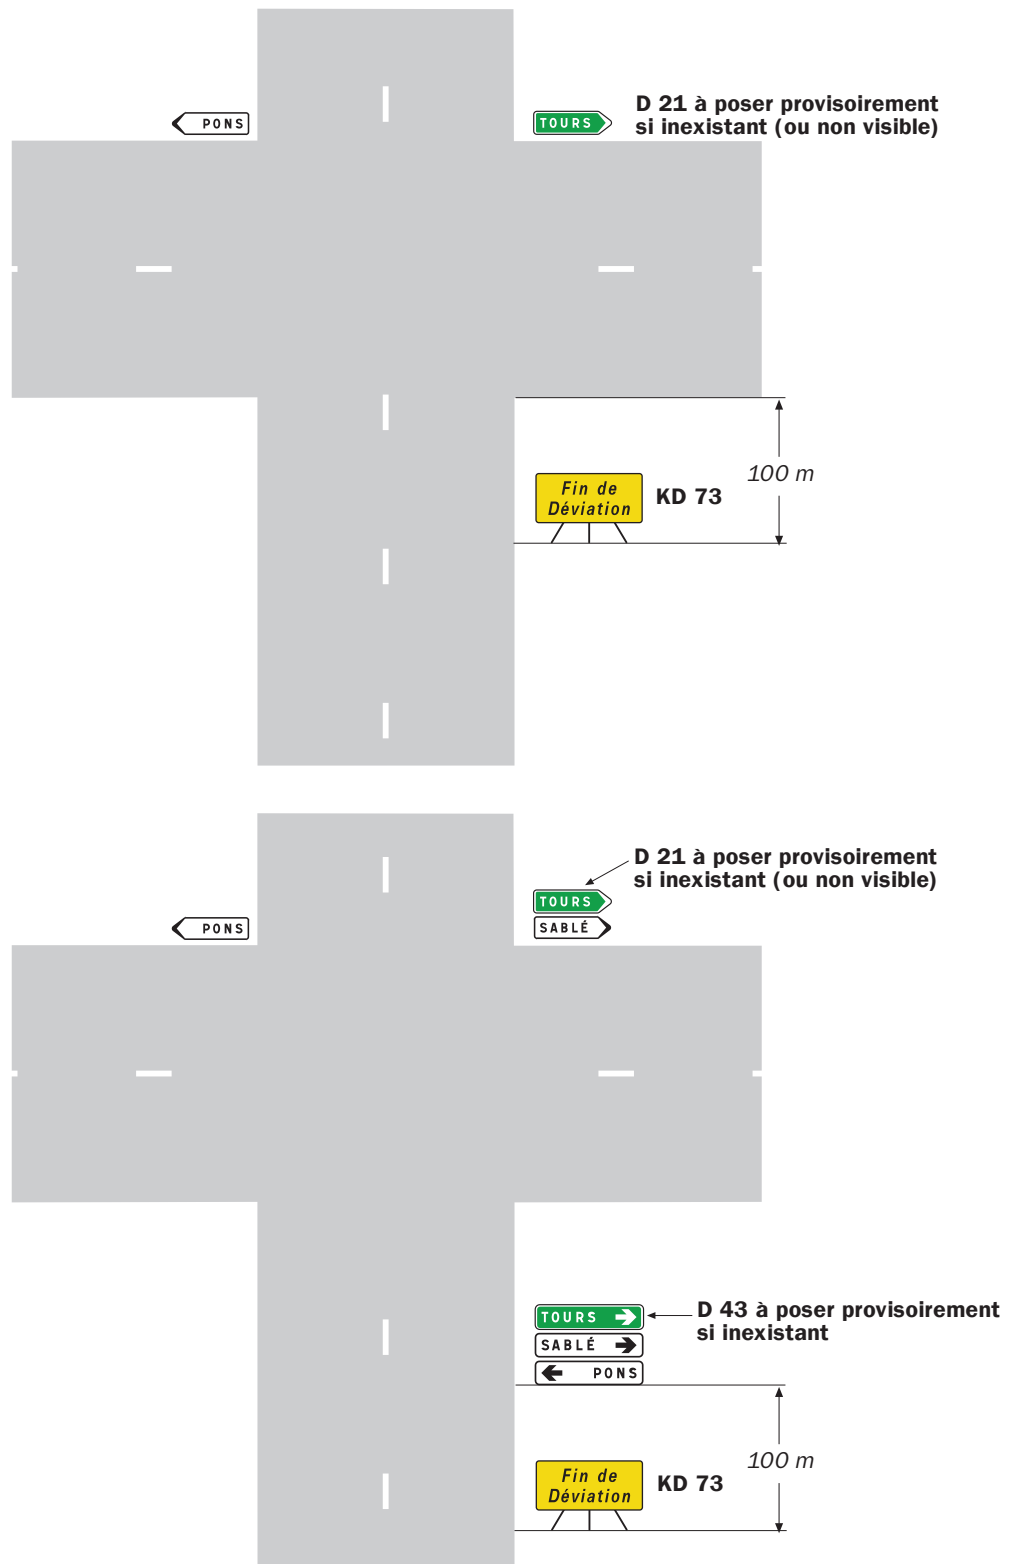 PONS
TOURS
D 21 à poser provisoirement
si inexistant (ou non visible)
100 m
Fin de
Déviation
KD 73
D 21 à poser provisoirement
si inexistant (ou non visible)
TOURS
PONS
SABLÉ
TOURS
D 43 à poser provisoirement
si inexistant
SABLÉ
PONS
100 m
Fin de
Déviation
KD 73